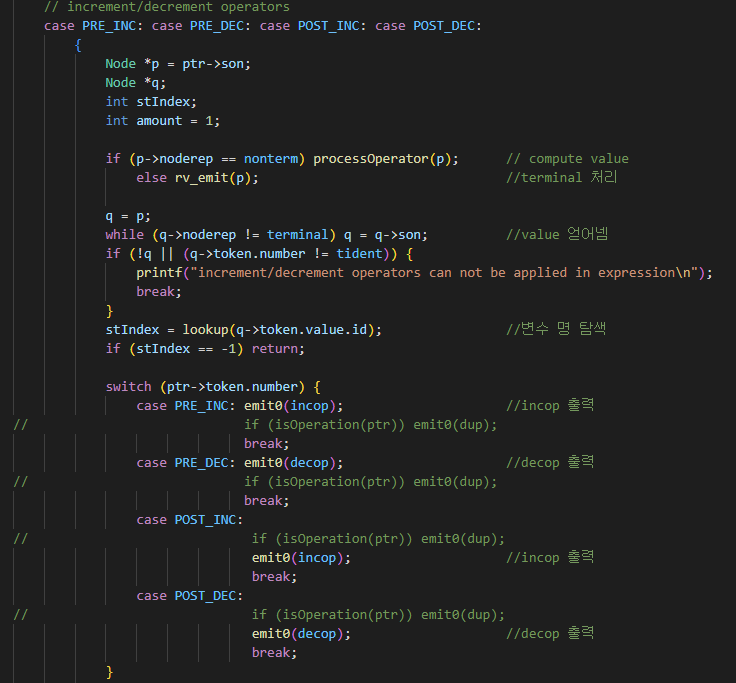 // increment/decrement operators
case PRE_INC: case PRE_DEC: case POST_INC: case POST_DEC:
{
Node *p = ptr->son;
Node *q;
int stIndex;
int amount = 1;
if (p->noderep == nonterm) processOperator(p); // compute value
else rv_emit(p); //terminal 처리
q = p;
while (q->noderep != terminal) q = q->son; //value 얻어넴
if (!q || (q->token.number != tident)) {
printf("increment/decrement operators can not be applied in expression\n");
break;
}
stIndex = lookup(q->token.value.id); //변수 명 탐색
if (stIndex == -1) return;
switch (ptr->token.number) {
case PRE_INC: emit0(incop); //incop 출력
// if (isOperation(ptr)) emit0(dup);
break;
case PRE_DEC: emit0(decop); //decop 출력
// if (isOperation(ptr)) emit0(dup);
break;
case POST_INC:
// if (isOperation(ptr)) emit0(dup);
emit0(incop); //incop 출력
break;
case POST_DEC:
// if (isOperation(ptr)) emit0(dup);
emit0(decop); //decop 출력
break;
}